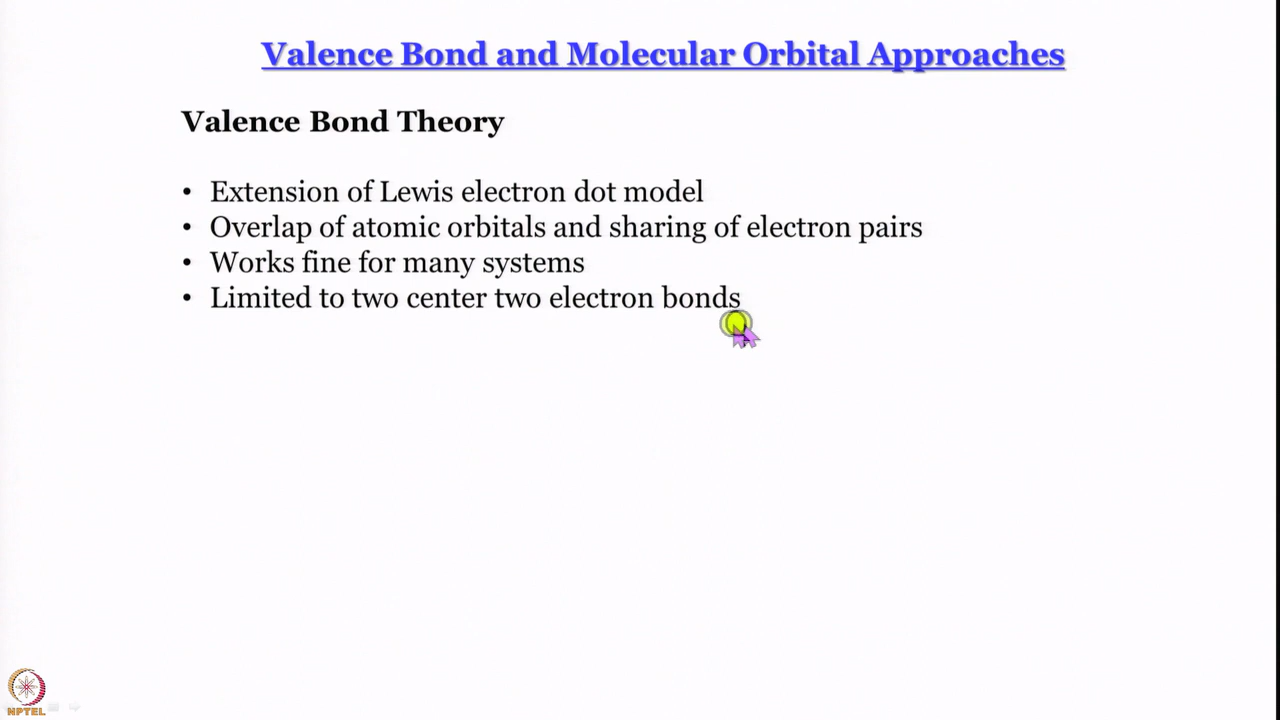 Valence Bond and Molecular Orbital Approaches
Valence Bond Theory
• Extension of Lewis electron dot model
• Overlap of atomic orbitals and sharing of electron pairs
• Works fine for many systems
• Limited to two center two electron bonds
NPTEL